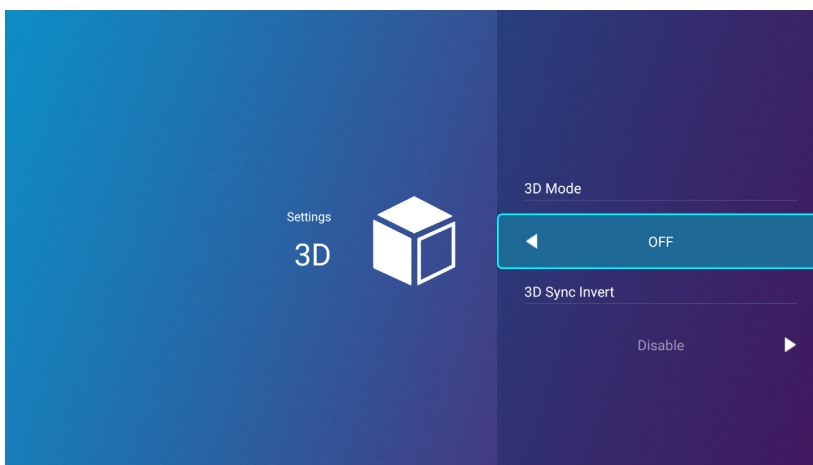 Settings
3D
3D Mode
OFF
3D Sync Invert
Disable